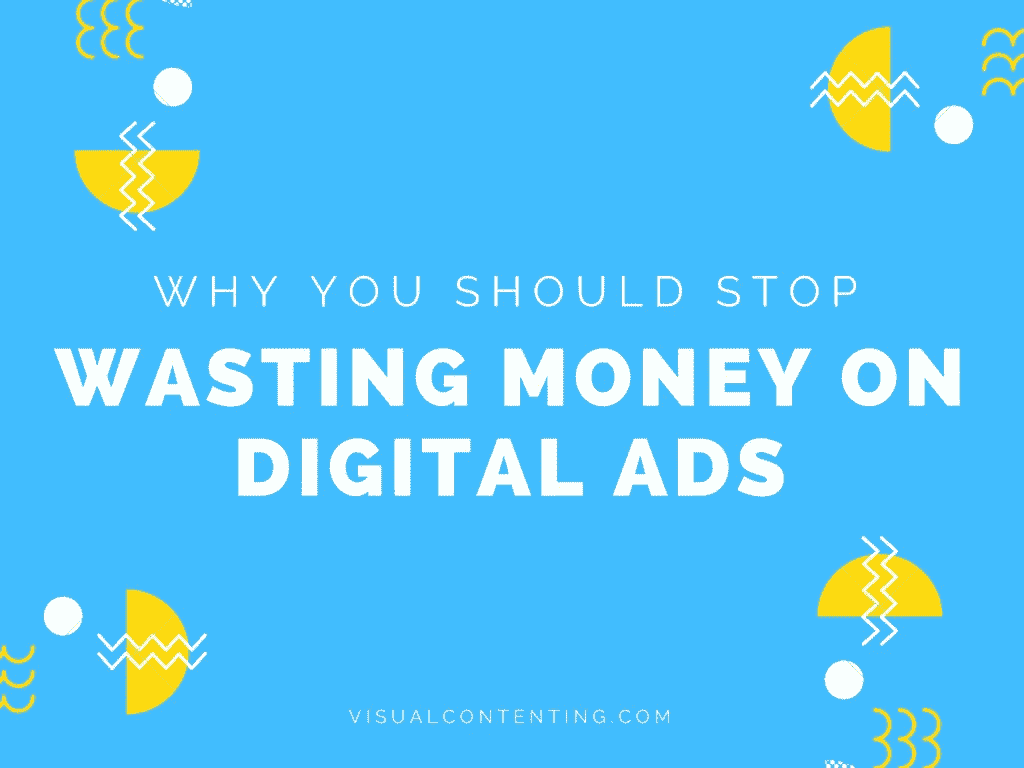 WHY YOU SHOULD STOP
WASTING MONEY ON
DIGITAL ADS
VISUALCONTENTING.COM